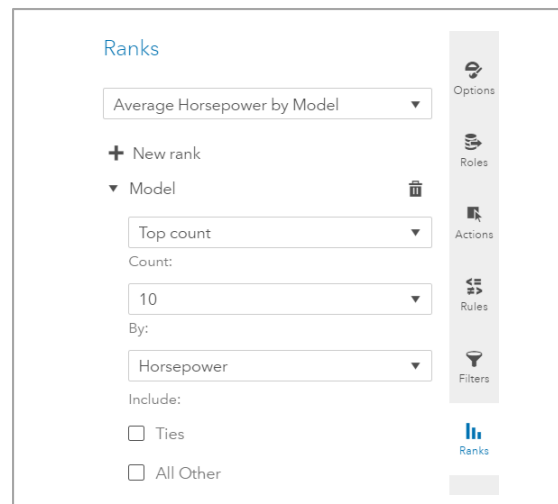 Ranks
Average Horsepower by Model
New rank
Model
Top count
Count:
10
By:
Horsepower
Include:
Ties
All Other
Options
Roles
Actions
Rules
Filters
Ranks